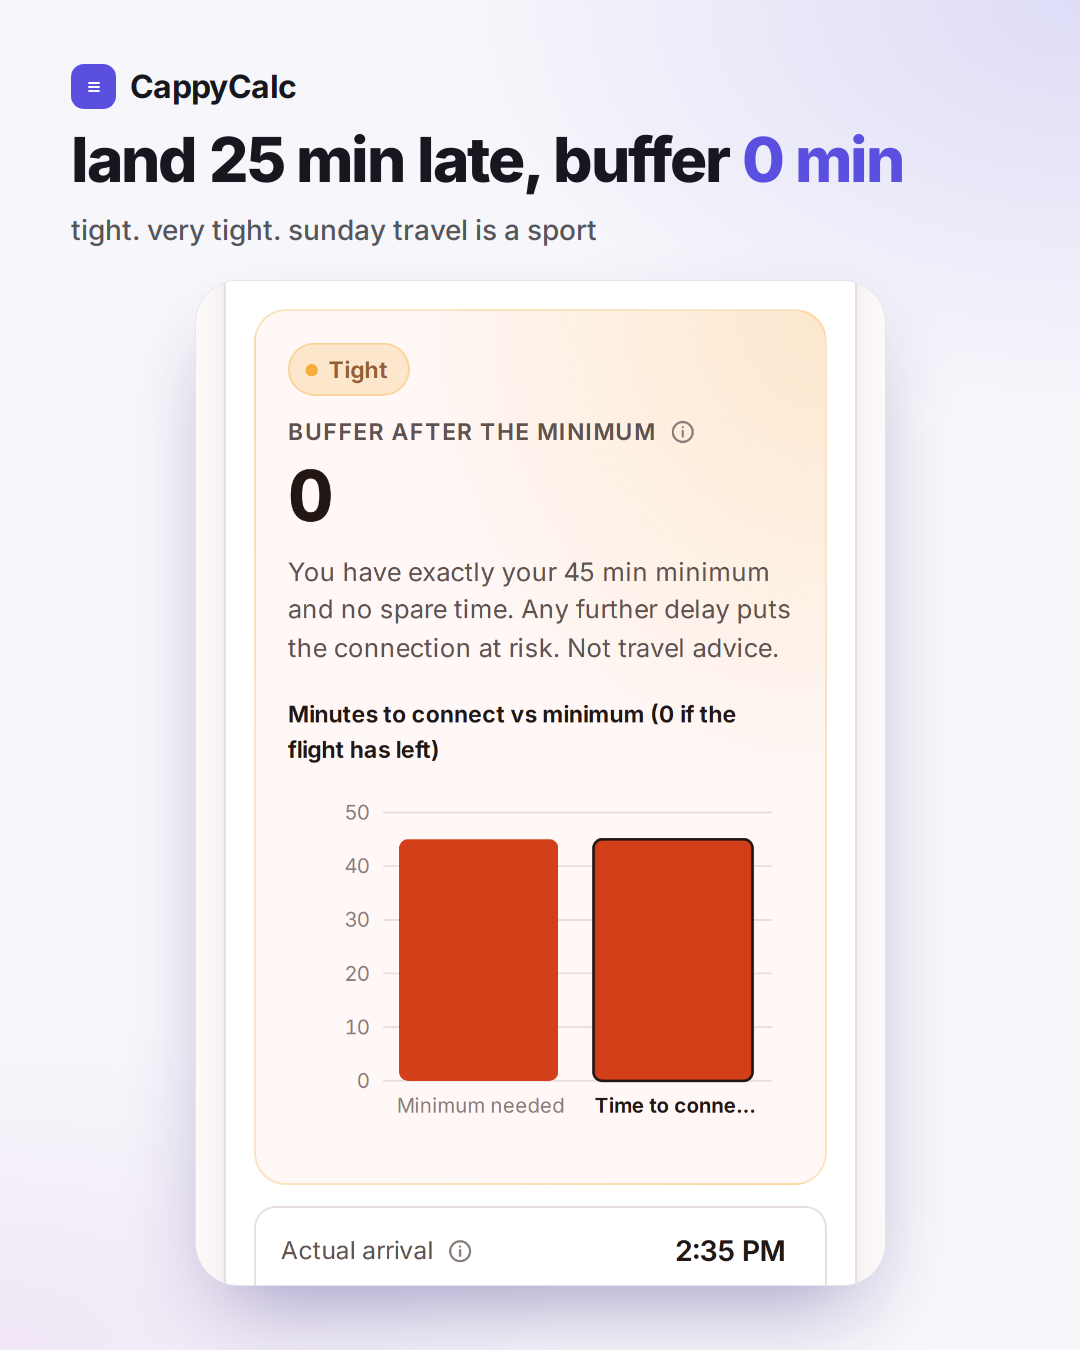 CappyCalc
land 25 min late, buffer 0 min
tight. very tight. sunday travel is a sport
Tight
BUFFER AFTER THE MINIMUM
0
You have exactly your 45 min minimum
and no spare time. Any further delay puts
the connection at risk. Not travel advice.
Minutes to connect vs minimum (0 if the
flight has left)
50
40
30
20
10
0
Minimum needed
Time to conne...
Actual arrival
2:35 PM